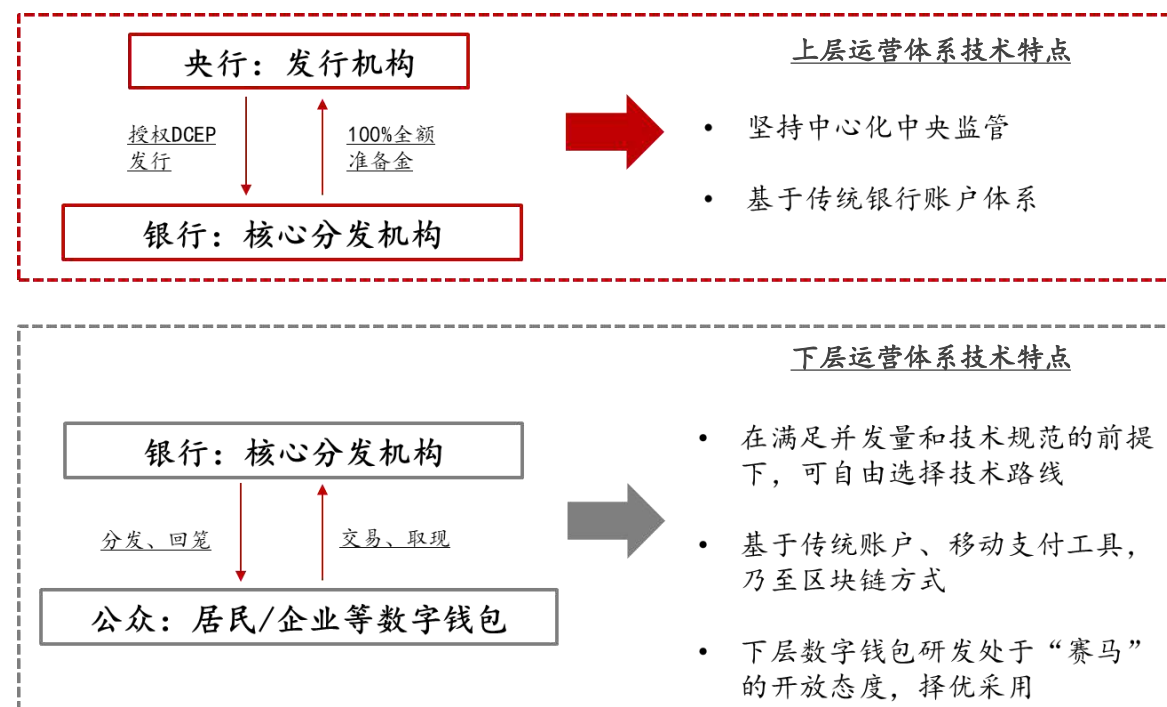 央行：发行机构
授权DCEP
发行
100%全额
准备金
银行：核心分发机构
上层运营体系技术特点
• 坚持中心化中央监管
• 基于传统银行账户体系
银行：核心分发机构
分发、回笼
交易、取现
公众：居民/企业等数字钱包
下层运营体系技术特点
• 在满足并发量和技术规范的前提
下，可自由选择技术路线
• 基于传统账户、移动支付工具，
乃至区块链方式
• 下层数字钱包研发处于“赛马”
的开放态度，择优采用